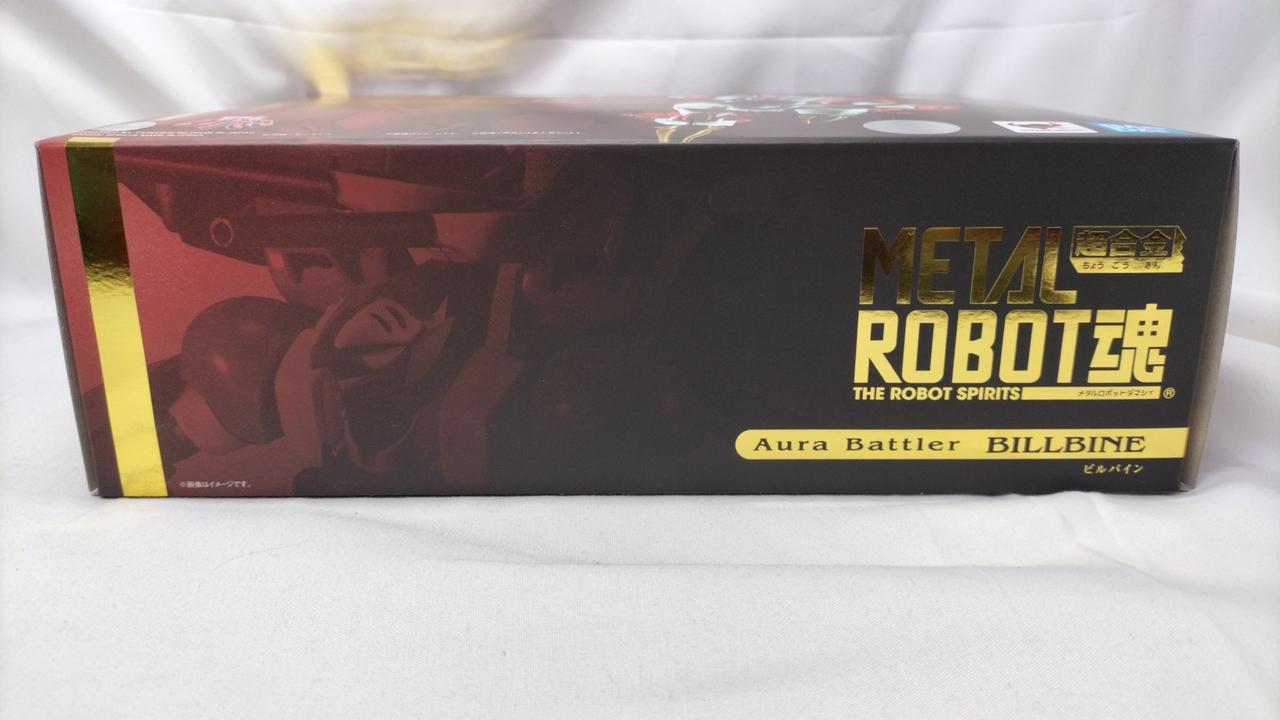 METAL 超合金
ちょう ごう きん
ROBOT魂
THE ROBOT SPIRITS メタルロボットダマシイ ®
Aura Battler BILLBINE
ビルバイン
※画像はイメージです。